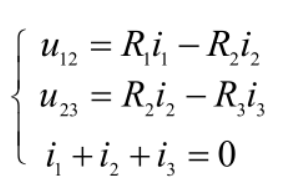 u₁₂ = R₁i₁ − R₂i₂
u₂₃ = R₂i₂ − R₃i₃
i₁ + i₂ + i₃ = 0